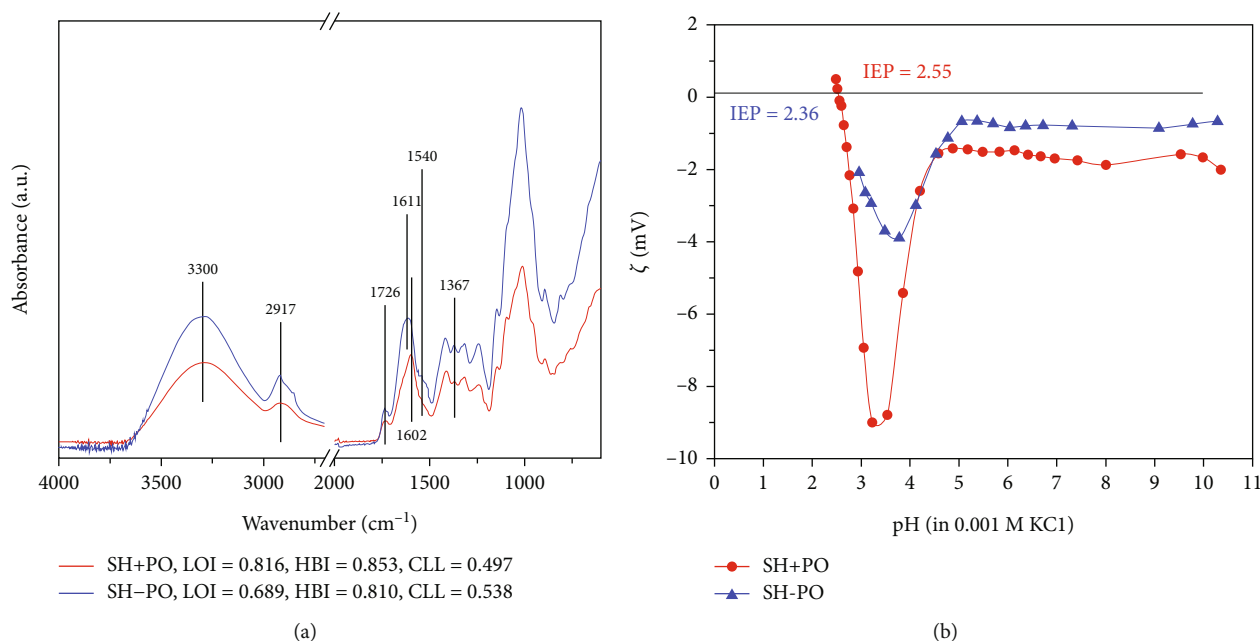 Absorbance (a.u.)
3300
2917
1726
1611
1602
1540
1367
4000
3500
3000
2000
1500
1000
Wavenumber (cm⁻¹)
SH+PO, LOI = 0.816, HBI = 0.853, CLL = 0.497
SH−PO, LOI = 0.689, HBI = 0.810, CLL = 0.538
(a)
ζ (mV)
2
0
−2
−4
−6
−8
−10
IEP = 2.55
IEP = 2.36
0
1
2
3
4
5
6
7
8
9
10
11
pH (in 0.001 M KC1)
SH+PO
SH-PO
(b)